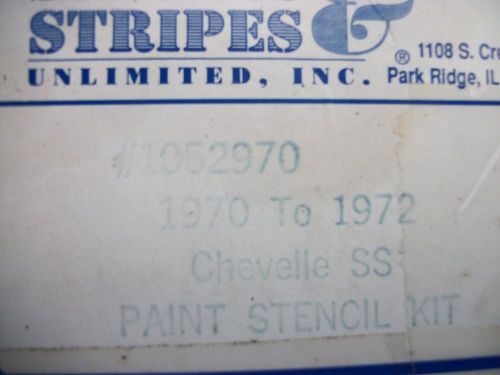 STRIPES &
UNLIMITED, INC.
® 1108 S. Cre
Park Ridge, IL
#1052970
1970 To 1972
Chevelle SS
PAINT STENCIL KIT